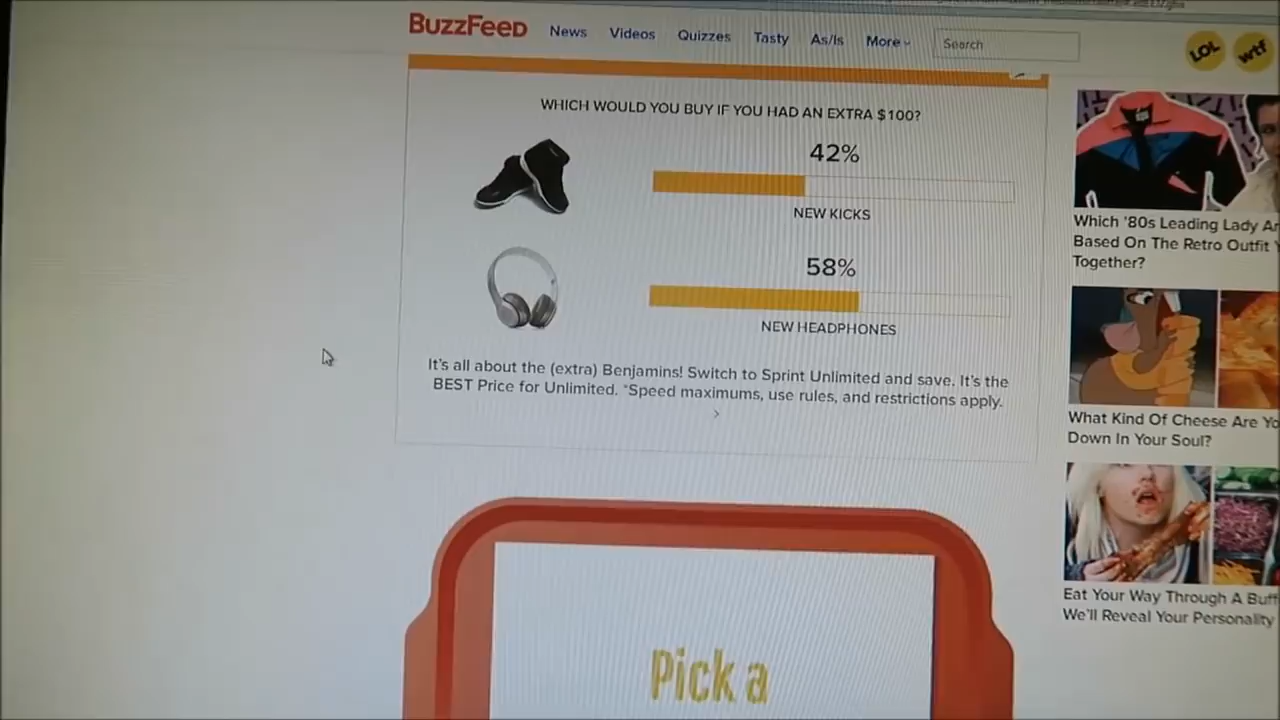 BuzzFeeD
News Videos Quizzes Tasty As/Is More Search
LOL wtf
WHICH WOULD YOU BUY IF YOU HAD AN EXTRA $100?
42%
NEW KICKS
58%
NEW HEADPHONES
It's all about the (extra) Benjamins! Switch to Sprint Unlimited and save. It's the
BEST Price for Unlimited. *Speed maximums, use rules, and restrictions apply.
Pick a
Which '80s Leading Lady Ar
Based On The Retro Outfit
Together?
What Kind Of Cheese Are Yo
Down In Your Soul?
Eat Your Way Through A Buff
We'll Reveal Your Personality